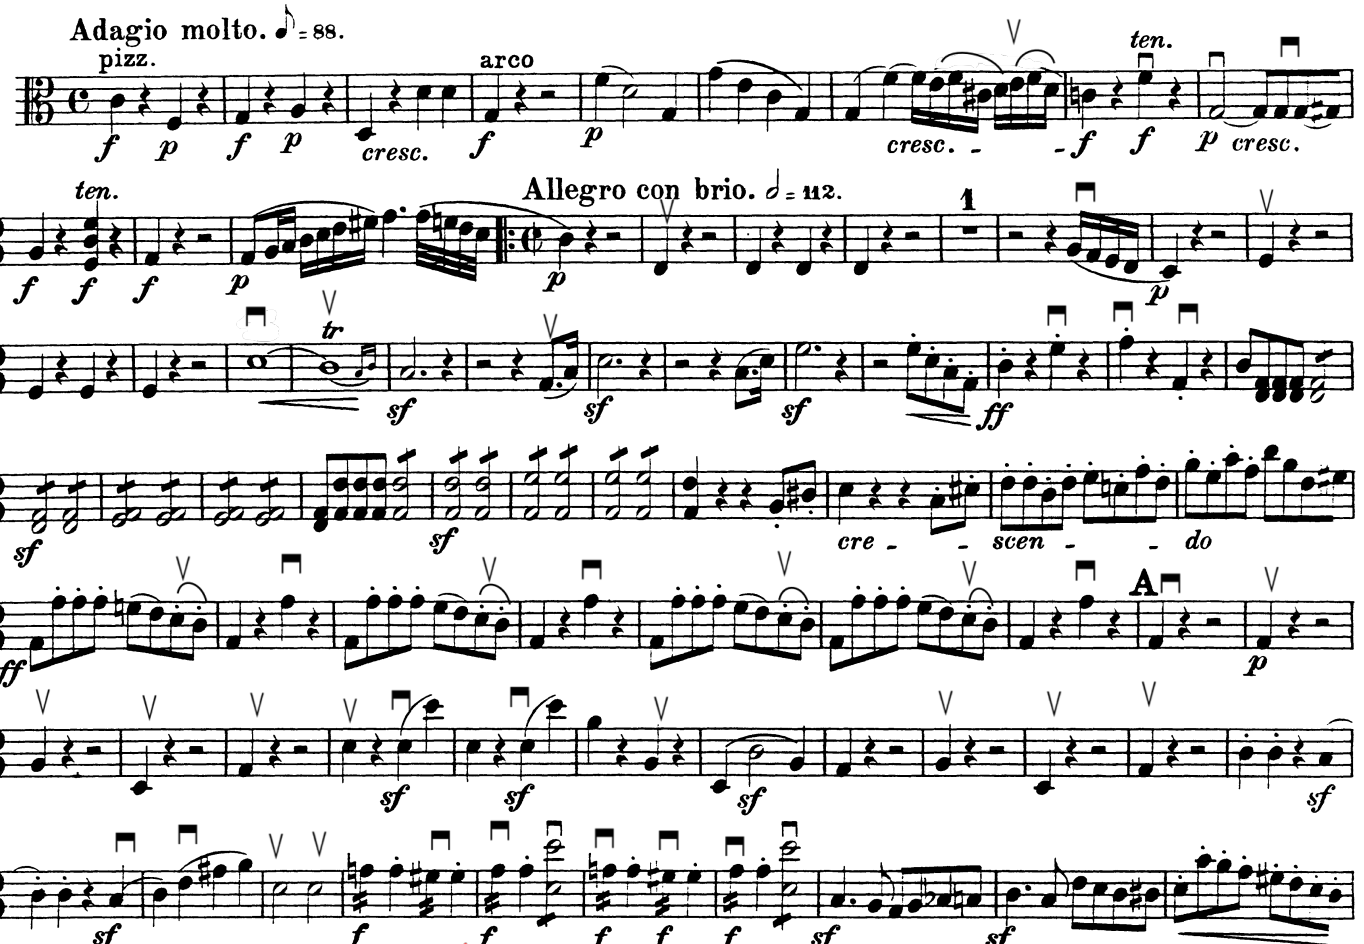 Adagio molto. ♪ = 88.
pizz. arco ten.
f p f p cresc. f p cresc. - - f f p cresc.
ten. Allegro con brio. 𝅗𝅥 = 112.
1
f f f p p p
tr
sf sf sf ff
sf sf cre - - scen - - do
A
ff p
sf sf sf sf
sf f f f f f sf sf